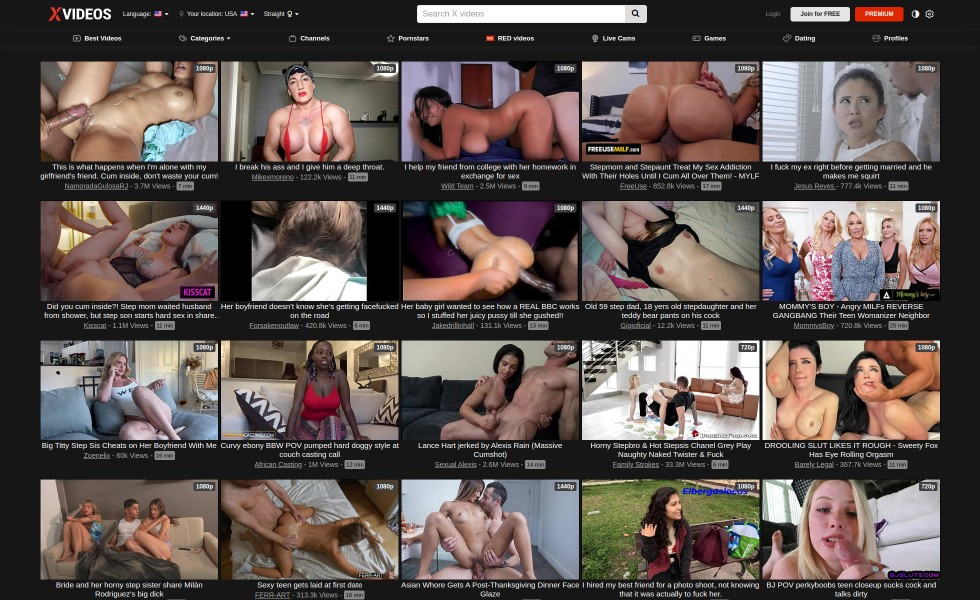 XVIDEOS
Language:
Your location: USA
Straight
Search X videos
Login
Join for FREE
PREMIUM
Best Videos
Categories
Channels
Pornstars
RED videos
Live Cams
Games
Dating
Profiles
1080p
This is what happens when I'm alone with my
girlfriend's friend. Cum inside, don't waste your cum!
NamoradaGulosaRJ - 3.7M Views - 7 min
1080p
I break his ass and I give him a deep throat.
Mikexmoreno - 122.2k Views - 11 min
1080p
I help my friend from college with her homework in
exchange for sex
Wild Team - 2.5M Views - 9 min
1080p
FREEUSEMILF.com
Stepmom and Stepaunt Treat My Sex Addiction
With Their Holes Until I Cum All Over Them! - MYLF
FreeUse - 852.8k Views - 17 min
1080p
I fuck my ex right before getting married and he
makes me squirt
Jesus Reyes - 777.4k Views - 11 min
1440p
KISSCAT
Did you cum inside?! Step mom waited husband
from shower, but step son starts hard sex in share..
Kisscat - 1.1M Views - 11 min
1440p
Her boyfriend doesn't know she's getting facefucked
on the road
Forsakenoutlaw - 420.8k Views - 6 min
1080p
Her baby girl wanted to see how a REAL BBC works
so I stuffed her juicy pussy till she gushed!!
Jakedrillinhall - 131.1k Views - 13 min
1440p
Old 59 step dad, 18 yers old stepdaughter and her
teddy bear pants on his cock
Gigioficial - 12.2k Views - 11 min
1080p
Mommy's boy
MOMMY'S BOY - Angry MILFs REVERSE
GANGBANG Their Teen Womanizer Neighbor
MommysBoy - 720.8k Views - 20 min
1080p
Big Titty Step Sis Cheats on Her Boyfriend With Me
Zoenelix - 60k Views - 16 min
1080p
CASTING.COM
Curvy ebony BBW POV pumped hard doggy style at
couch casting call
African Casting - 1M Views - 12 min
1080p
Lance Hart jerked by Alexis Rain (Massive
Cumshot)
Sexual Alexis - 2.6M Views - 14 min
720p
Horny Stepbro & Hot Stepsis Chanel Grey Play
Naughty Naked Twister & Fuck
Family Strokes - 33.3M Views - 6 min
1080p
DROOLING SLUT LIKES IT ROUGH - Sweety Fox
Has Eye Rolling Orgasm
Barely Legal - 367.7k Views - 11 min
1080p
Bride and her horny step sister share Milán
Rodriguez's big dick
1080p
FERR-ART
Sexy teen gets laid at first date
FERR-ART - 313.3k Views - 16 min
1440p
Asian Whore Gets A Post-Thanksgiving Dinner Face
Glaze
1080p
I hired my best friend for a photo shoot, not knowing
that it was actually to fuck her.
720p
BJSLUTS.COM
BJ POV perkyboobs teen closeup sucks cock and
talks dirty